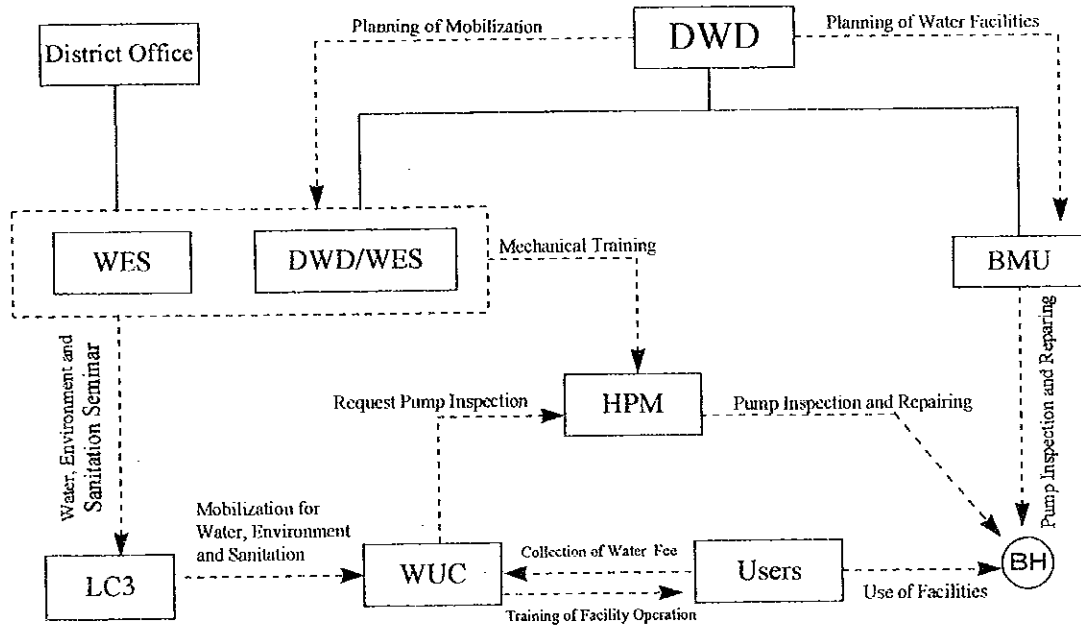 Planning of Mobilization
DWD
Planning of Water Facilities
District Office
WES
DWD/WES
Mechanical Training
BMU
Water, Environment and
Sanitation Seminar
Request Pump Inspection
HPM
Pump Inspection and Repairing
Pump Inspection and Reparing
Mobilization for
Water, Environment
and Sanitation
LC3
WUC
Collection of Water Fee
Training of Facility Operation
Users
Use of Facilities
BH